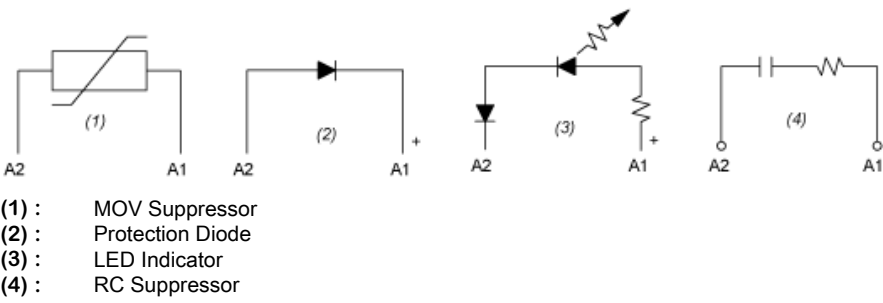 (1)
(2)
(3)
(4)
+
+
A2
A1
A2
A1
A2
A1
A2
A1
(1) : MOV Suppressor
(2) : Protection Diode
(3) : LED Indicator
(4) : RC Suppressor